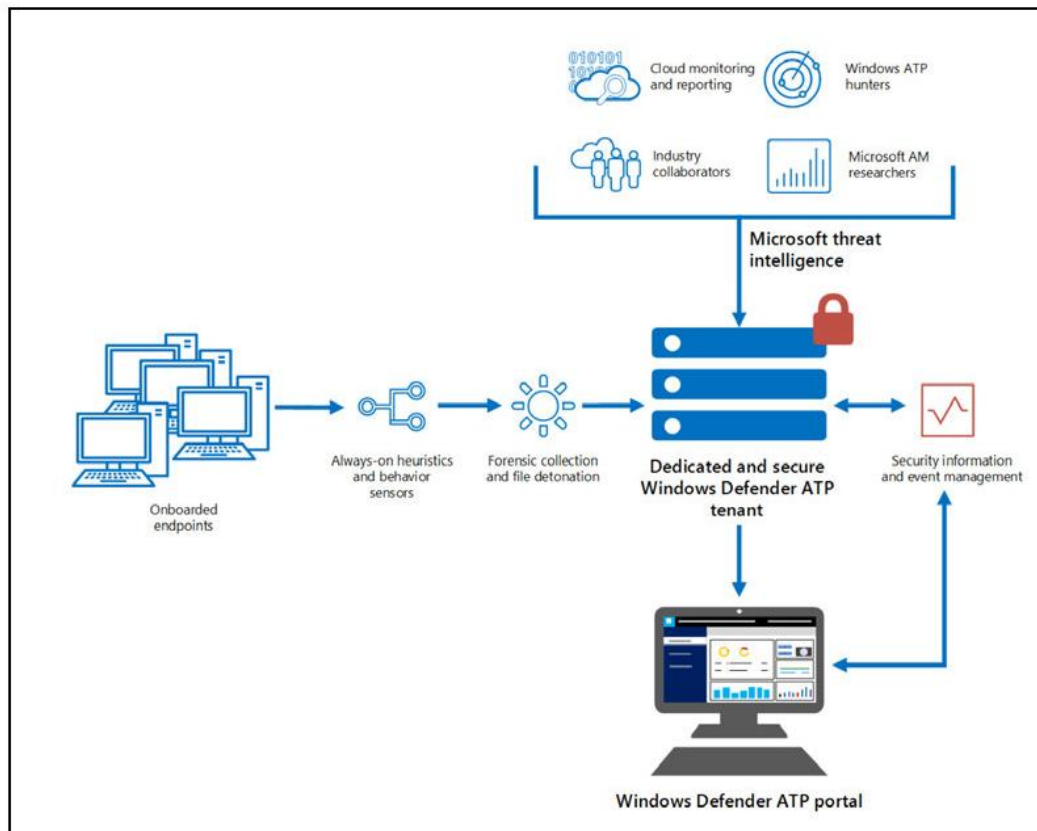 010101
Cloud monitoring
and reporting
Windows ATP
hunters
Industry
collaborators
Microsoft AM
researchers
Microsoft threat
intelligence
Onboarded
endpoints
Always-on heuristics
and behavior
sensors
Forensic collection
and file detonation
Dedicated and secure
Windows Defender ATP
tenant
Security information
and event management
Windows Defender ATP portal